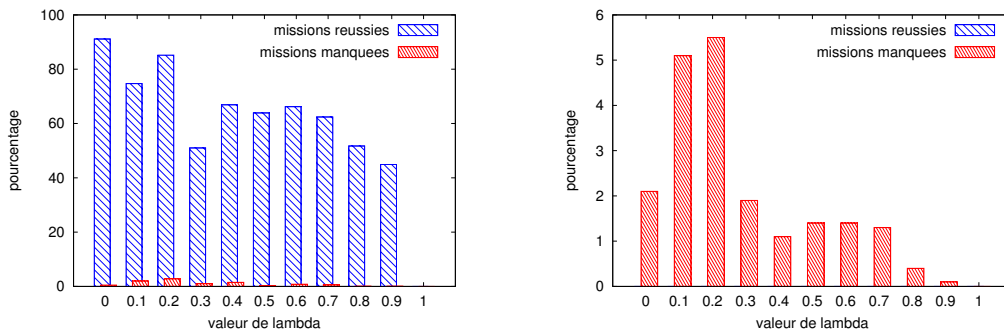 100
80
60
40
20
0
pourcentage
missions reussies
missions manquees
0 0.1 0.2 0.3 0.4 0.5 0.6 0.7 0.8 0.9 1
valeur de lambda
6
5
4
3
2
1
0
pourcentage
missions reussies
missions manquees
0 0.1 0.2 0.3 0.4 0.5 0.6 0.7 0.8 0.9 1
valeur de lambda